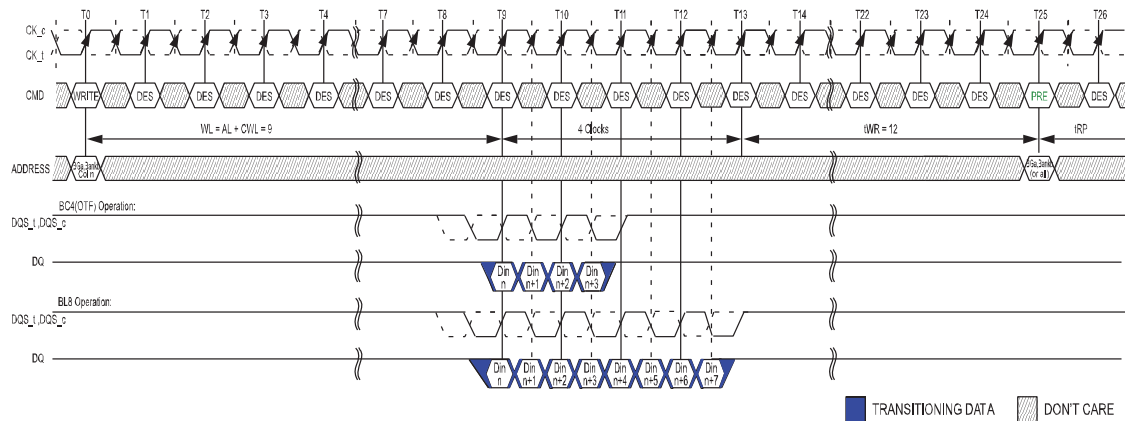 T0 T1 T2 T3 T4 T7 T8 T9 T10 T11 T12 T13 T14 T22 T23 T24 T25 T26
CK_c
CK_t
CMD WRITE DES DES DES DES DES DES DES DES DES DES DES DES DES DES DES PRE DES
WL = AL + CWL = 9 4 Clocks tWR = 12 tRP
ADDRESS
Col n (or all)
BC4(OTF) Operation:
DQS_t,DQS_c
DQ Din n Din n+1 Din n+2 Din n+3
BL8 Operation:
DQS_t,DQS_c
DQ Din n Din n+1 Din n+2 Din n+3 Din n+4 Din n+5 Din n+6 Din n+7
TRANSITIONING DATA DON'T CARE